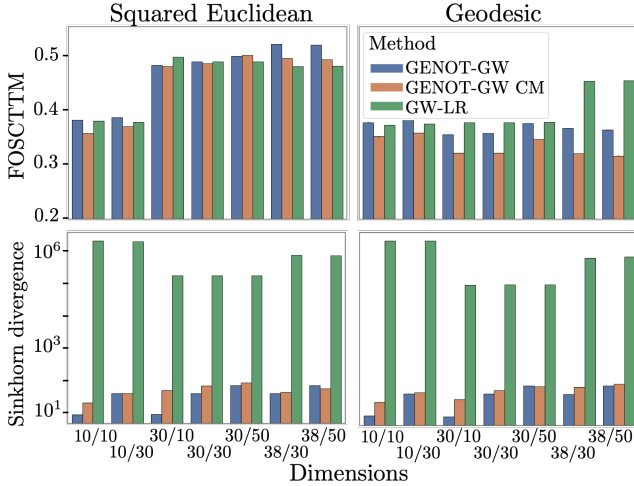 Squared Euclidean
Geodesic
FOSCTTM
0.5
0.4
0.3
0.2
Method
GENOT-GW
GENOT-GW CM
GW-LR
Sinkhorn divergence
10^6
10^3
10^1
10/10 30/10 30/50 38/50
10/30 30/30 38/30
10/10 30/10 30/50 38/50
10/30 30/30 38/30
Dimensions